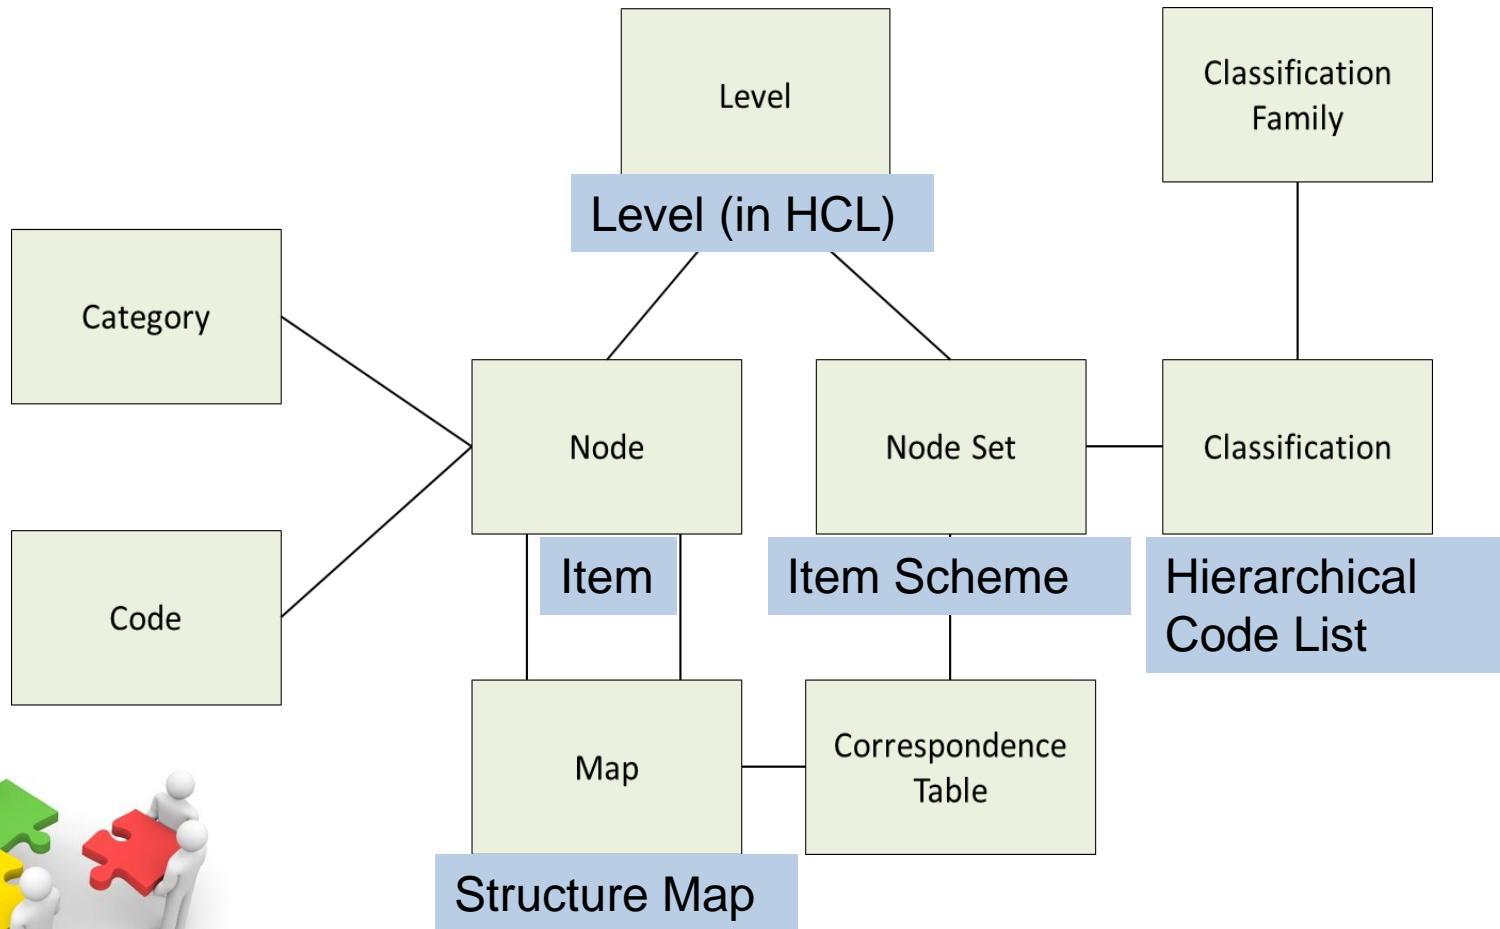 Level
Classification
Family
Level (in HCL)
Category
Node
Node Set
Classification
Item
Item Scheme
Hierarchical
Code List
Code
Map
Correspondence
Table
Structure Map